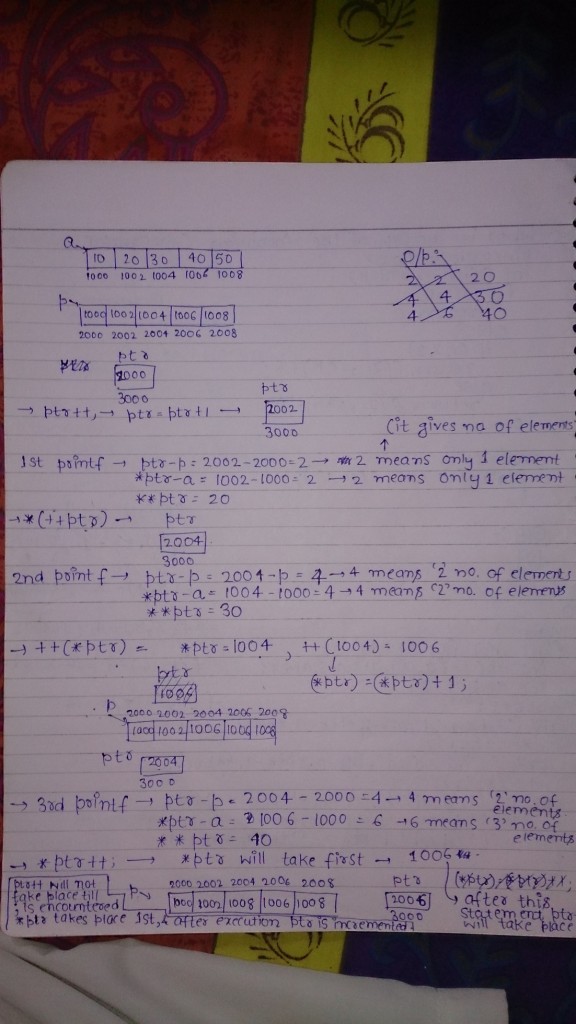 a
10 20 30 40 50
1000 1002 1004 1006 1008
O/p:-
2 2 20
4 4 30
4 6 40
p
1000 1002 1004 1006 1008
2000 2002 2004 2006 2008
ptr
2000
3000
→ ptr++, → ptr = ptr+1 →
ptr
2002
3000
(it gives no of elements
↑
1st printf → ptr-p = 2002-2000 = 2 → 2 means only 1 element
*ptr-a = 1002-1000 = 2 → 2 means only 1 element
**ptr = 20
→ *(++ptr) → ptr
2004
3000
2nd printf → ptr-p = 2004-p = 4 → 4 means '2' no. of elements
*ptr-a = 1004-1000 = 4 → 4 means '2' no. of elements
**ptr = 30
→ ++(*ptr) = *ptr = 1004 , ++(1004) = 1006
↓
(*ptr) = (*ptr)+1;
ptr
p
2000 2002 2004 2006 2008
1000 1002 1006 1006 1008
ptr 2004
3000
→ 3rd printf → ptr-p = 2004-2000 = 4 → 4 means '2' no. of elements
*ptr-a = 1006-1000 = 6 → 6 means '3' no. of elements
**ptr = 40
→ *ptr++; → *ptr will take first → 1006
ptr++ will not
take place till
; is encountered
p
2000 2002 2004 2006 2008
1000 1002 1008 1006 1008
ptr
2006
3000
→ after this
statement, ptr
will take place
*ptr takes place 1st, & after execution ptr is incremented